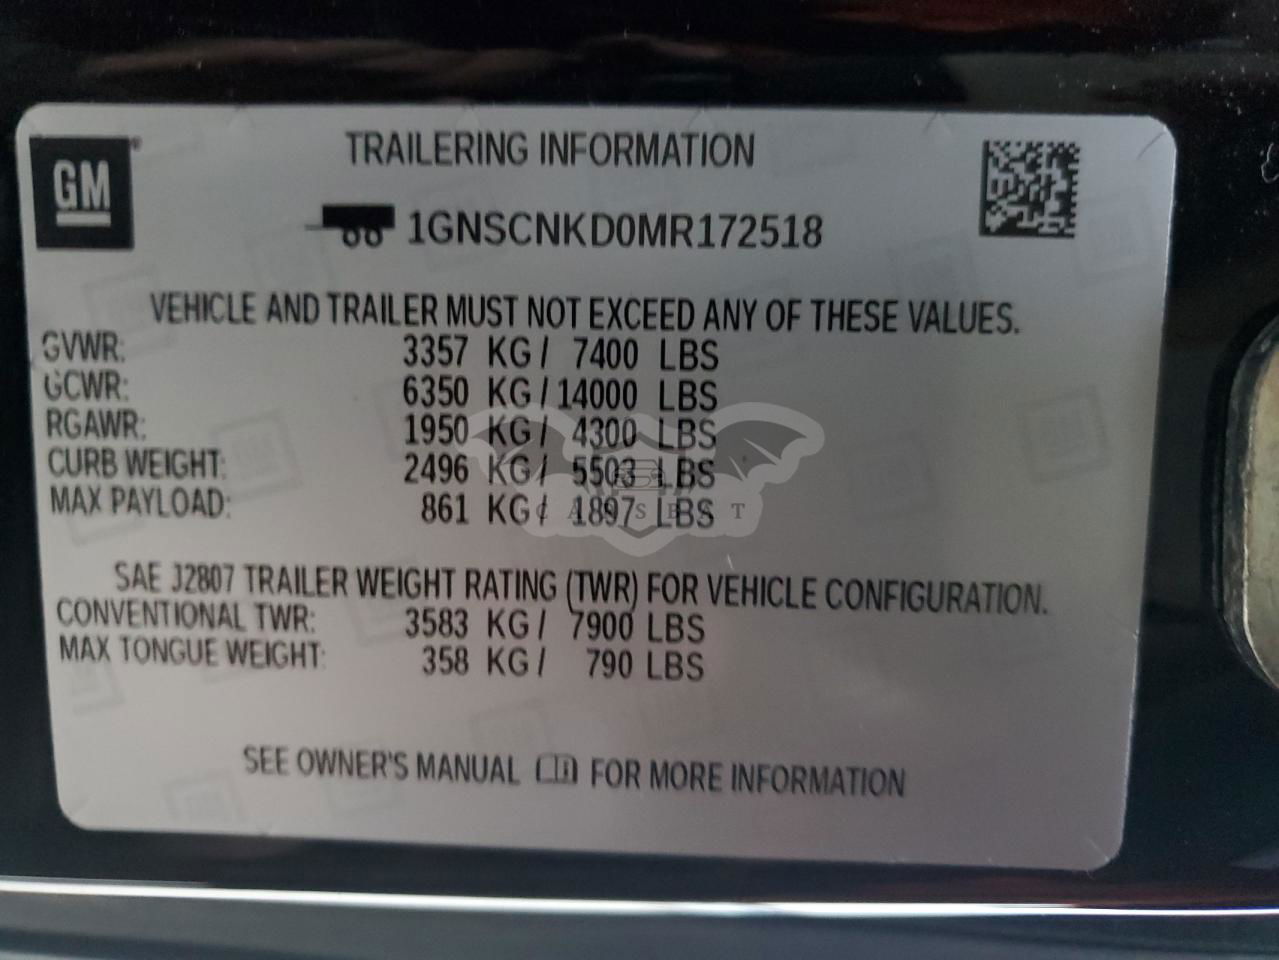 GM
TRAILERING INFORMATION
1GNSCNKD0MR172518
VEHICLE AND TRAILER MUST NOT EXCEED ANY OF THESE VALUES.
GVWR: 3357 KG / 7400 LBS
GCWR: 6350 KG / 14000 LBS
RGAWR: 1950 KG / 4300 LBS
CURB WEIGHT: 2496 KG / 5503 LBS
MAX PAYLOAD: 861 KG / 1897 LBS
CARSBAT
SAE J2807 TRAILER WEIGHT RATING (TWR) FOR VEHICLE CONFIGURATION.
CONVENTIONAL TWR: 3583 KG / 7900 LBS
MAX TONGUE WEIGHT: 358 KG / 790 LBS
SEE OWNER'S MANUAL FOR MORE INFORMATION